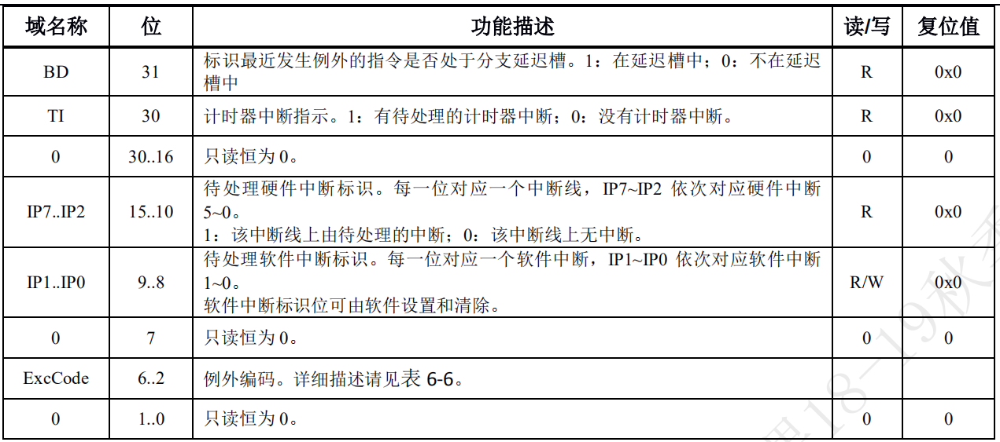 域名称 位 功能描述 读/写 复位值
BD 31 标识最近发生例外的指令是否处于分支延迟槽。1：在延迟槽中；0：不在延迟 R 0x0
槽中
TI 30 计时器中断指示。1：有待处理的计时器中断；0：没有计时器中断。 R 0x0
0 30..16 只读恒为 0。 0 0
待处理硬件中断标识。每一位对应一个中断线，IP7~IP2 依次对应硬件中断
IP7..IP2 15..10 5~0。 R 0x0
1：该中断线上由待处理的中断；0：该中断线上无中断。
待处理软件中断标识。每一位对应一个软件中断，IP1~IP0 依次对应软件中断
IP1..IP0 9..8 1~0。 R/W 0x0
软件中断标识位可由软件设置和清除。
0 7 只读恒为 0。 0 0
ExcCode 6..2 例外编码。详细描述请见表 6-6。
0 1..0 只读恒为 0。 0 0
18-19秋